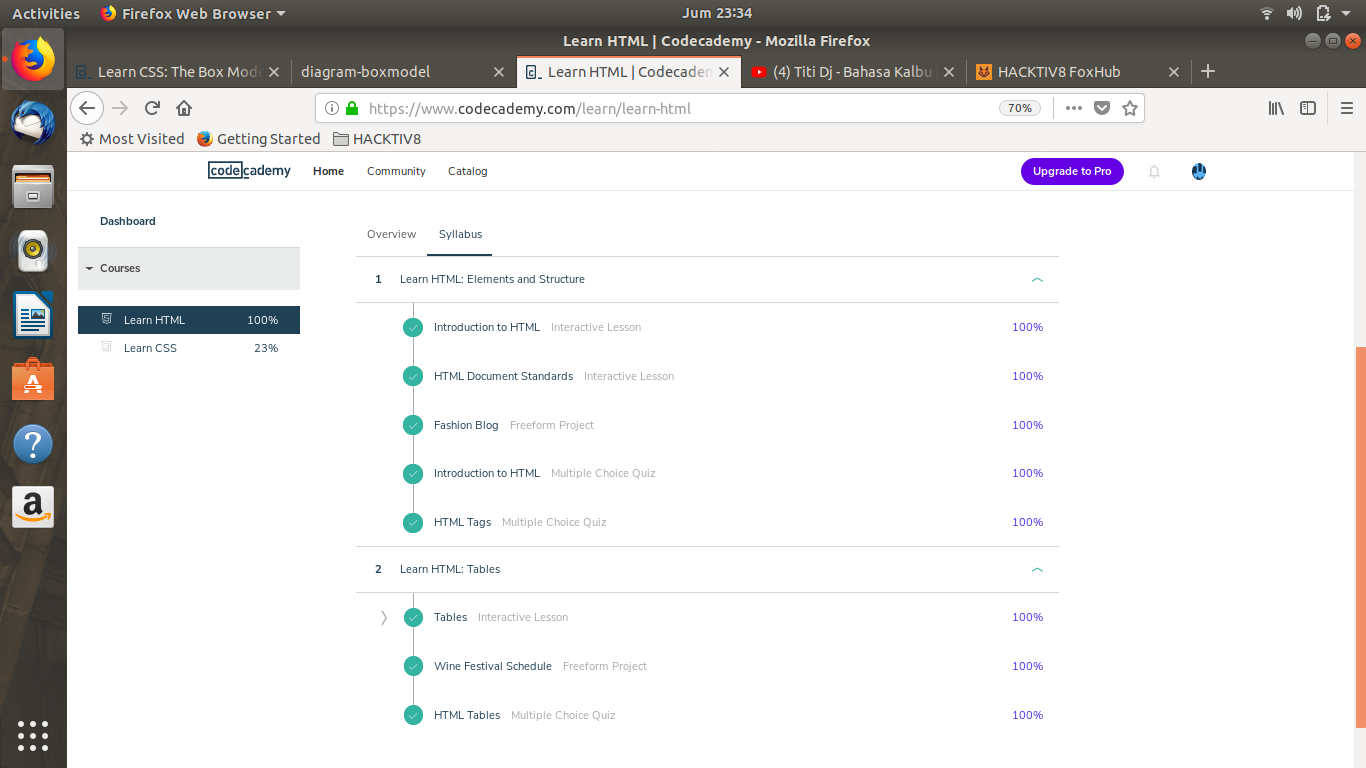 Activities
Firefox Web Browser
Jum 23:34
Learn HTML | Codecademy - Mozilla Firefox
Learn CSS: The Box Mode
diagram-boxmodel
Learn HTML | Codecadem
(4) Titi Dj - Bahasa Kalbu
HACKTIV8 FoxHub
https://www.codecademy.com/learn/learn-html
70%
Most Visited
Getting Started
HACKTIV8
codecademy
Home
Community
Catalog
Upgrade to Pro
Dashboard
Courses
Learn HTML 100%
Learn CSS 23%
Overview
Syllabus
1 Learn HTML: Elements and Structure
Introduction to HTML Interactive Lesson 100%
HTML Document Standards Interactive Lesson 100%
Fashion Blog Freeform Project 100%
Introduction to HTML Multiple Choice Quiz 100%
HTML Tags Multiple Choice Quiz 100%
2 Learn HTML: Tables
Tables Interactive Lesson 100%
Wine Festival Schedule Freeform Project 100%
HTML Tables Multiple Choice Quiz 100%